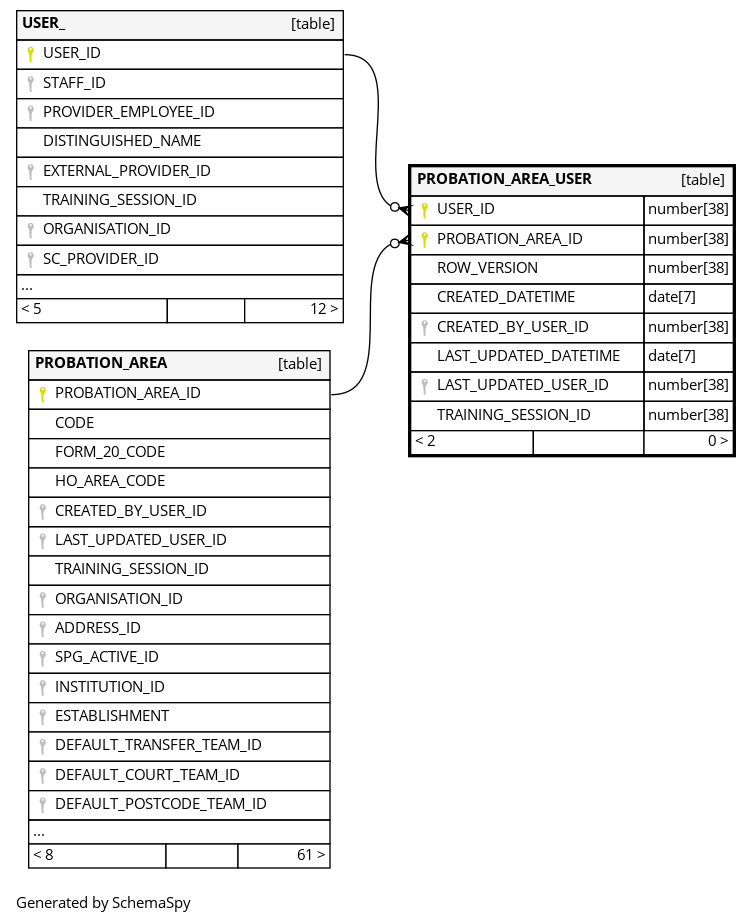 USER_ [table]
USER_ID
STAFF_ID
PROVIDER_EMPLOYEE_ID
DISTINGUISHED_NAME
EXTERNAL_PROVIDER_ID
TRAINING_SESSION_ID
ORGANISATION_ID
SC_PROVIDER_ID
...
< 5 12 >
PROBATION_AREA_USER [table]
USER_ID number[38]
PROBATION_AREA_ID number[38]
ROW_VERSION number[38]
CREATED_DATETIME date[7]
CREATED_BY_USER_ID number[38]
LAST_UPDATED_DATETIME date[7]
LAST_UPDATED_USER_ID number[38]
TRAINING_SESSION_ID number[38]
< 2 0 >
PROBATION_AREA [table]
PROBATION_AREA_ID
CODE
FORM_20_CODE
HO_AREA_CODE
CREATED_BY_USER_ID
LAST_UPDATED_USER_ID
TRAINING_SESSION_ID
ORGANISATION_ID
ADDRESS_ID
SPG_ACTIVE_ID
INSTITUTION_ID
ESTABLISHMENT
DEFAULT_TRANSFER_TEAM_ID
DEFAULT_COURT_TEAM_ID
DEFAULT_POSTCODE_TEAM_ID
...
< 8 61 >
Generated by SchemaSpy